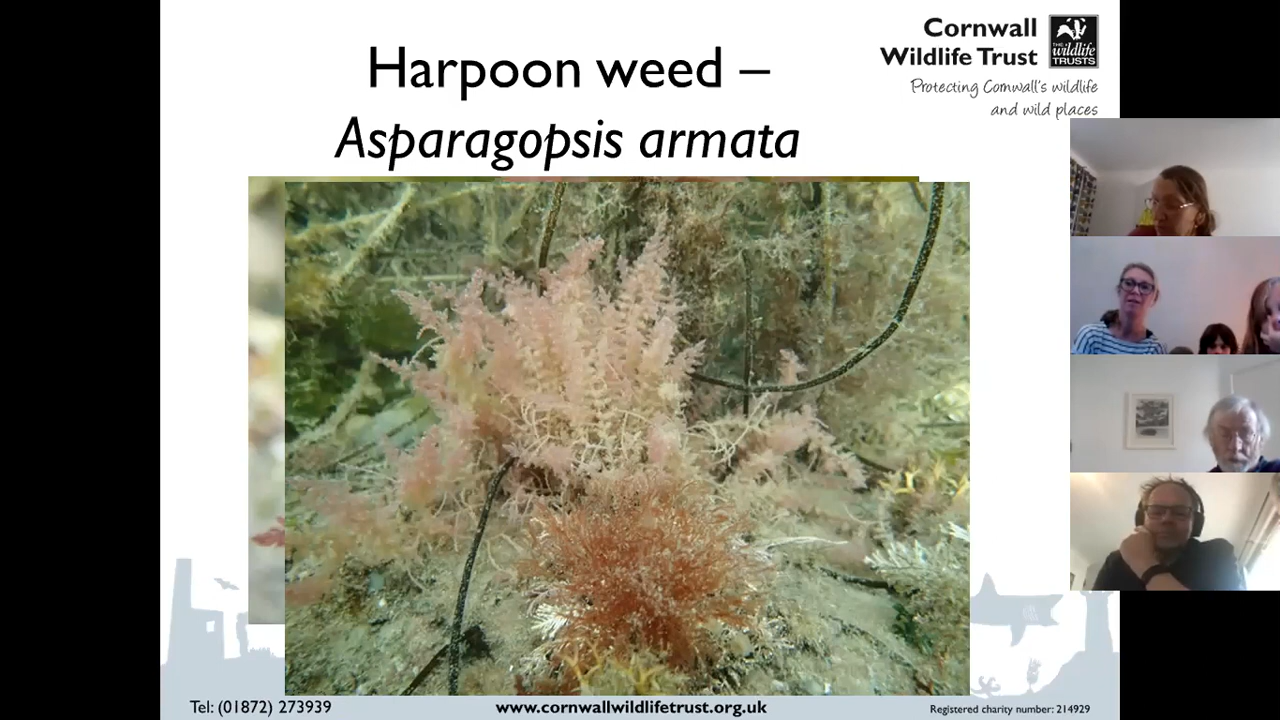 Harpoon weed –
Asparagopsis armata
Cornwall
Wildlife Trust
THE
wildlife
TRUSTS
Protecting Cornwall's wildlife
and wild places
Tel: (01872) 273939
www.cornwallwildlifetrust.org.uk
Registered charity number: 214929